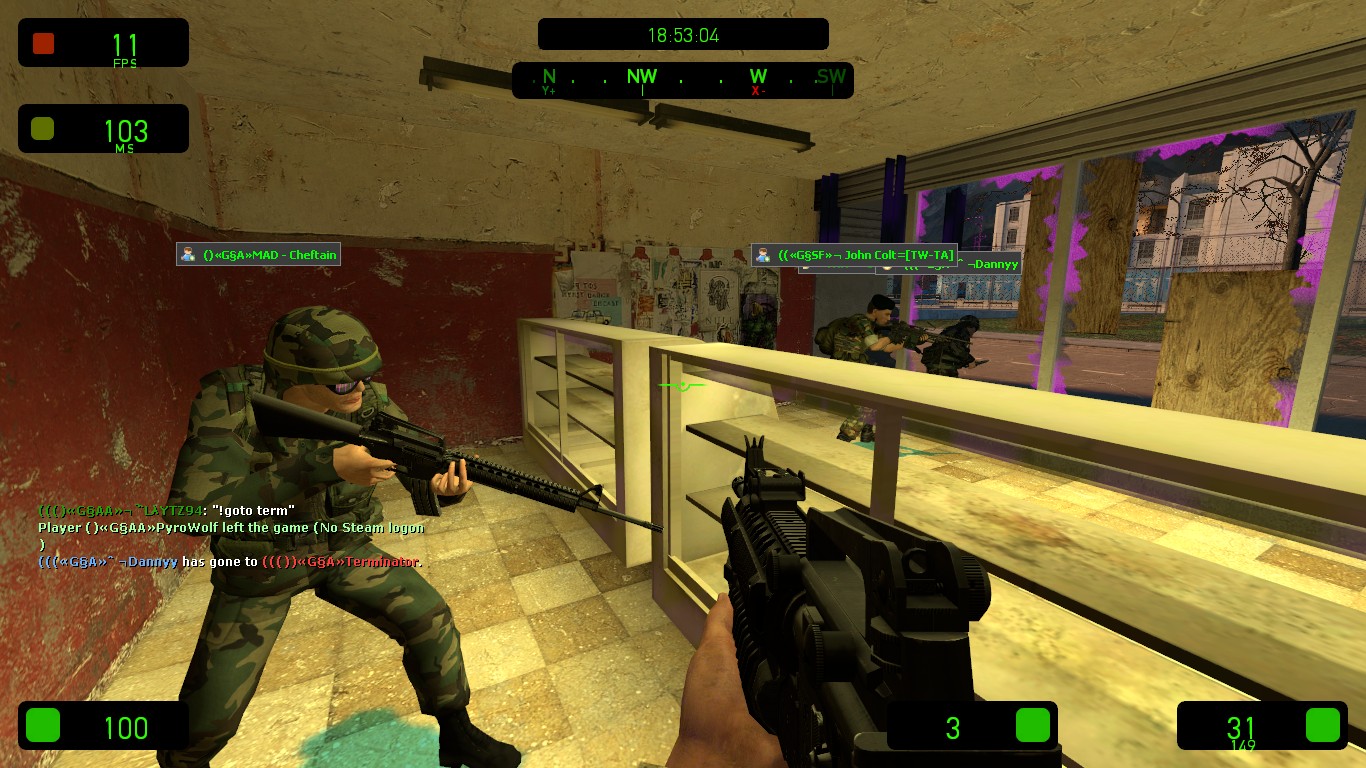 11
FPS
18:53:04
N NW W SW
Y+ X-
103
MS
()«G§A»MAD - Cheftain
((«G§SF»¬ John Colt=[TW-TA]
¬Dannyy
((()«G§AA»¬ ˜LÄYTZ94: "!goto term"
Player ()«G§AA»PyroWolf left the game (No Steam logon
)
(((«G§A»ˆ ¬Dannyy has gone to ((())«G§A»Terminator.
100
3
31
149